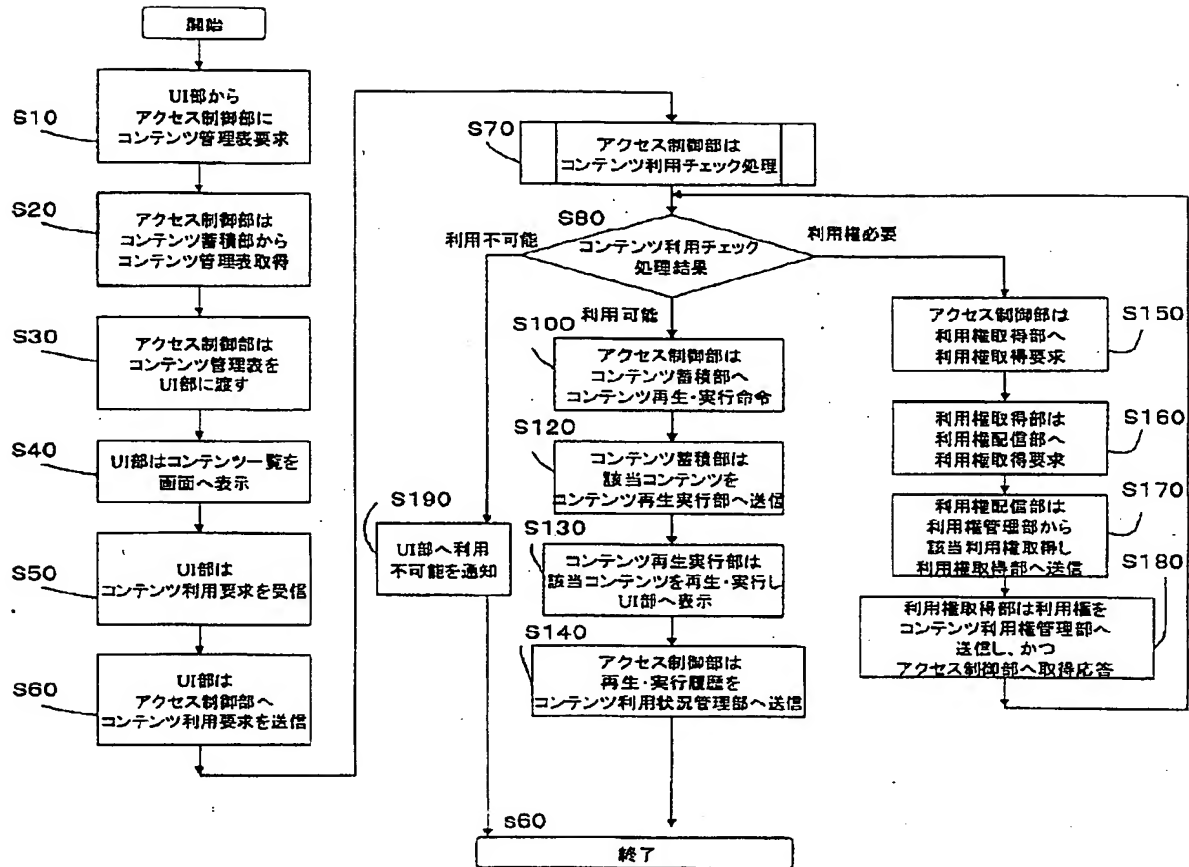 開始
S10
UI部から
アクセス制御部に
コンテンツ管理表要求
S20
アクセス制御部は
コンテンツ蓄積部から
コンテンツ管理表取得
S30
アクセス制御部は
コンテンツ管理表を
UI部に渡す
S40
UI部はコンテンツ一覧を
画面へ表示
S50
UI部は
コンテンツ利用要求を受信
S60
UI部は
アクセス制御部へ
コンテンツ利用要求を送信
S70
アクセス制御部は
コンテンツ利用チェック処理
S80
コンテンツ利用チェック
処理結果
利用不可能
利用可能
利用権必要
S100
アクセス制御部は
コンテンツ蓄積部へ
コンテンツ再生・実行命令
S120
コンテンツ蓄積部は
該当コンテンツを
コンテンツ再生実行部へ送信
S130
コンテンツ再生実行部は
該当コンテンツを再生・実行し
UI部へ表示
S140
アクセス制御部は
再生・実行履歴を
コンテンツ利用状況管理部へ送信
S190
UI部へ利用
不可能を通知
S150
アクセス制御部は
利用権取得部へ
利用権取得要求
S160
利用権取得部は
利用権配信部へ
利用権取得要求
S170
利用権配信部は
利用権管理部から
該当利用権取得し
利用権取得部へ送信
S180
利用権取得部は利用権を
コンテンツ利用権管理部へ
送信し、かつ
アクセス制御部へ取得応答
s60
終了